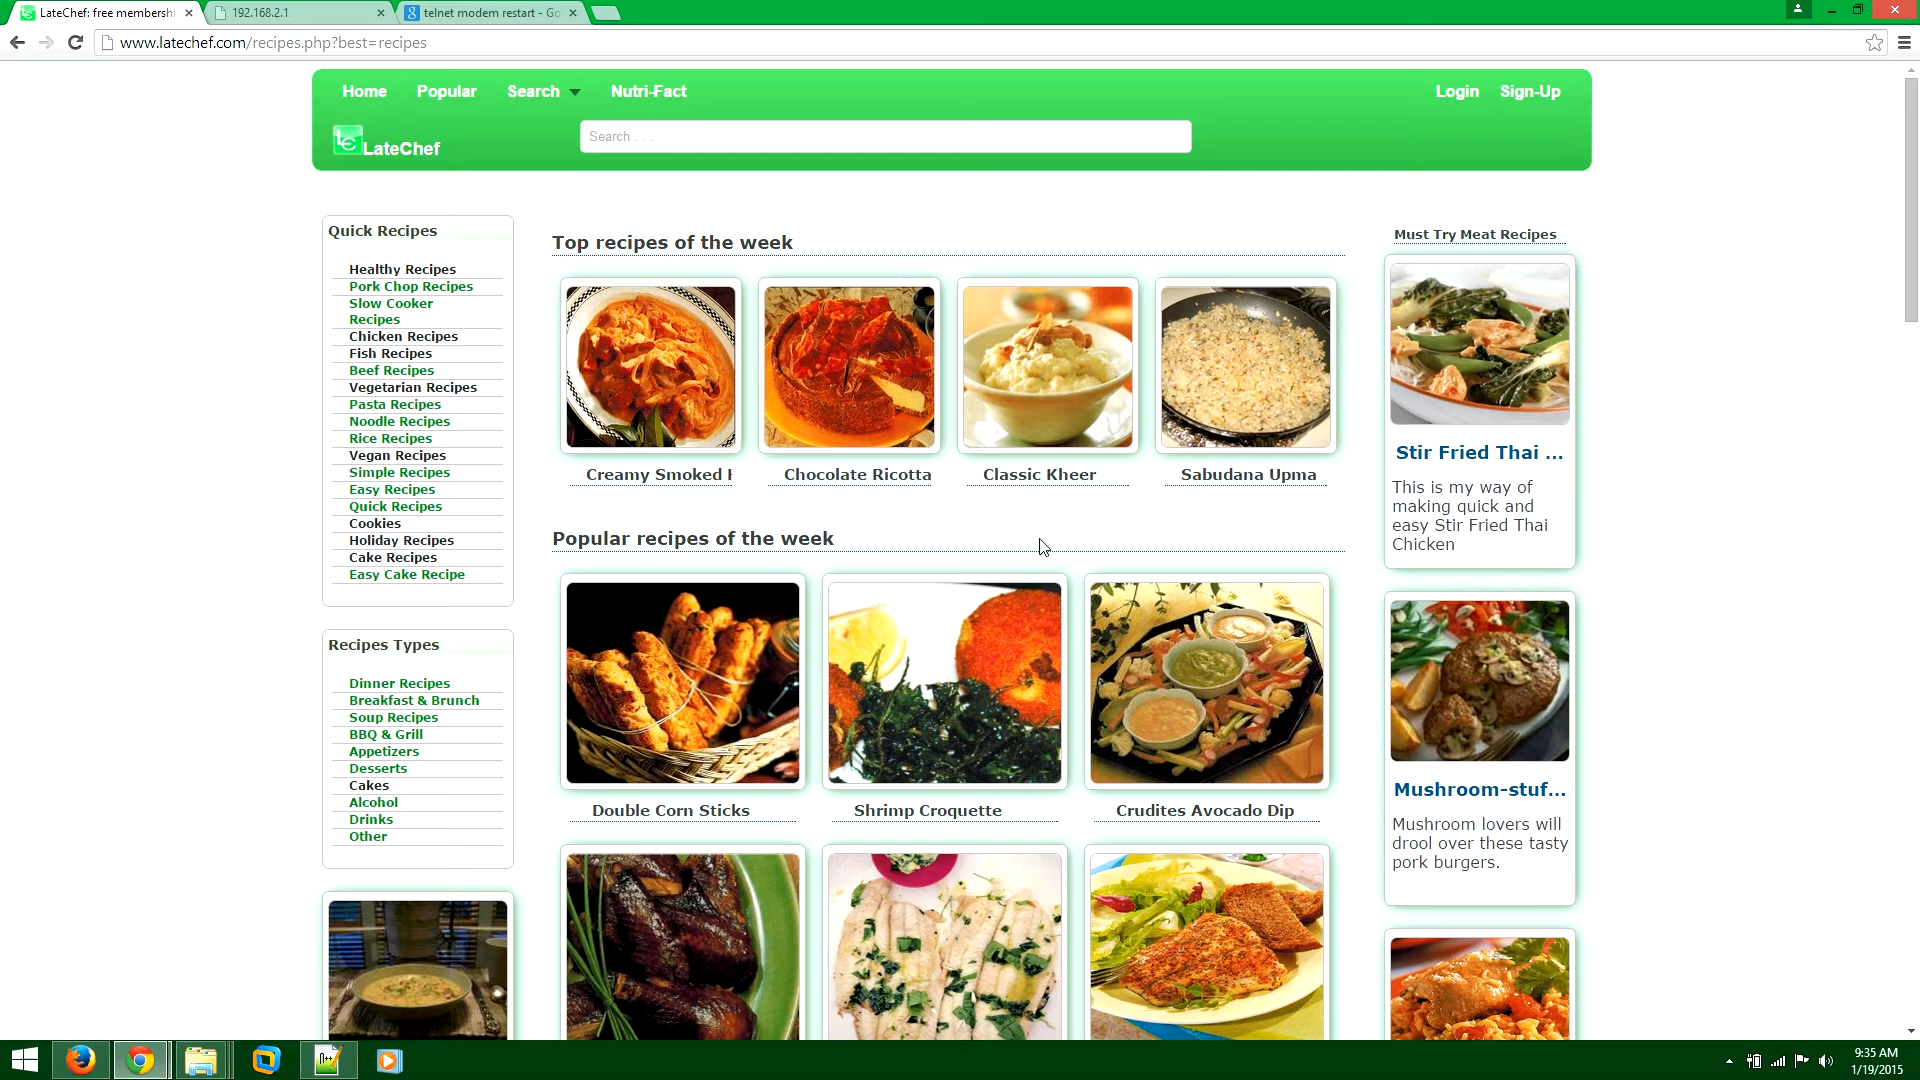 LateChef: free membersh
192.168.2.1
telnet modem restart - Go
www.latechef.com/recipes.php?best=recipes
Home Popular Search Nutri-Fact Login Sign-Up
LateChef
Search . . .
Quick Recipes
Healthy Recipes
Pork Chop Recipes
Slow Cooker
Recipes
Chicken Recipes
Fish Recipes
Beef Recipes
Vegetarian Recipes
Pasta Recipes
Noodle Recipes
Rice Recipes
Vegan Recipes
Simple Recipes
Easy Recipes
Quick Recipes
Cookies
Holiday Recipes
Cake Recipes
Easy Cake Recipe
Recipes Types
Dinner Recipes
Breakfast & Brunch
Soup Recipes
BBQ & Grill
Appetizers
Desserts
Cakes
Alcohol
Drinks
Other
Top recipes of the week
Creamy Smoked
Chocolate Ricotta
Classic Kheer
Sabudana Upma
Popular recipes of the week
Double Corn Sticks
Shrimp Croquette
Crudites Avocado Dip
Must Try Meat Recipes
Stir Fried Thai ...
This is my way of
making quick and
easy Stir Fried Thai
Chicken
Mushroom-stuf...
Mushroom lovers will
drool over these tasty
pork burgers.
9:35 AM
1/19/2015